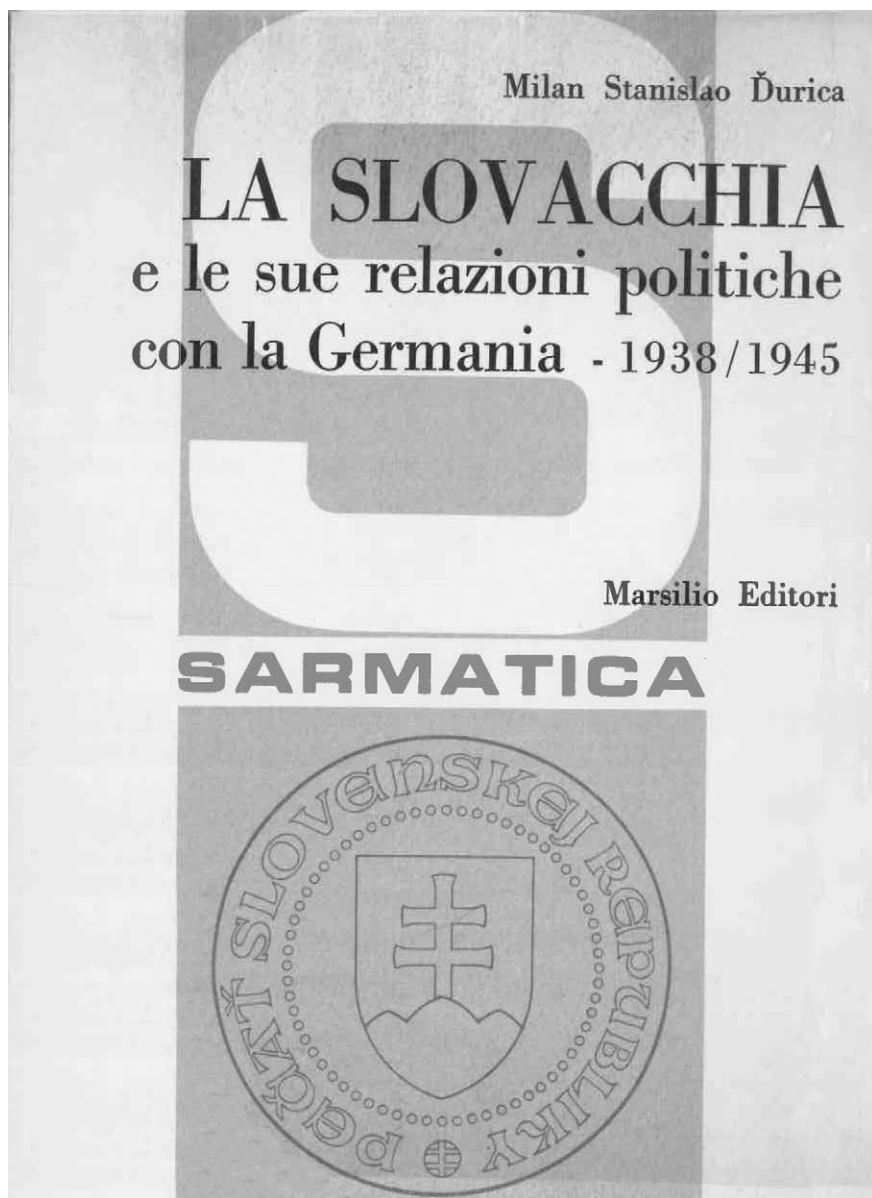 Milan Stanislao Ďurica
LA SLOVACCHIA
e le sue relazioni politiche
con la Germania - 1938/1945
Marsilio Editori
S
SARMATICA
PEČAŤ SLOVENSKEJ REPUBLIKY